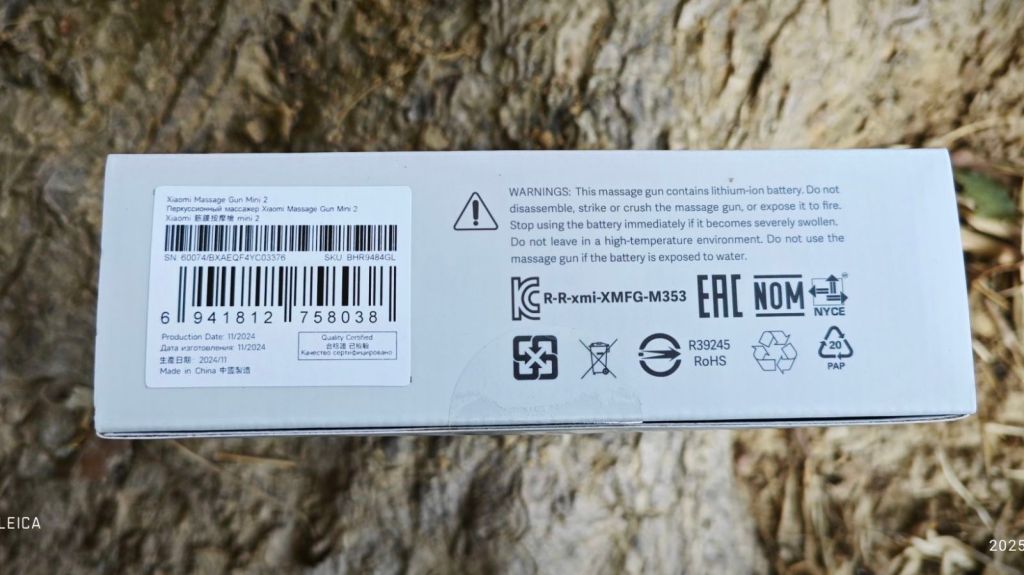 Xiaomi Massage Gun Mini 2
Перкуссионный массажер Xiaomi Massage Gun Mini 2
Xiaomi 筋膜按摩槍 mini 2
SN: 60074/BXAEQF4YC03376 SKU: BHR9484GL
6 941812 758038
Production Date: 11/2024
Дата изготовления: 11/2024
生產日期: 2024/11
Made in China 中國製造
Quality Certified
合格證 已檢驗
Качество сертифицировано
WARNINGS: This massage gun contains lithium-ion battery. Do not
disassemble, strike or crush the massage gun, or expose it to fire.
Stop using the battery immediately if it becomes severely swollen.
Do not leave in a high-temperature environment. Do not use the
massage gun if the battery is exposed to water.
R-R-xmi-XMFG-M353
EAC
NOM
NYCE
R39245
RoHS
20
PAP
LEICA
2025